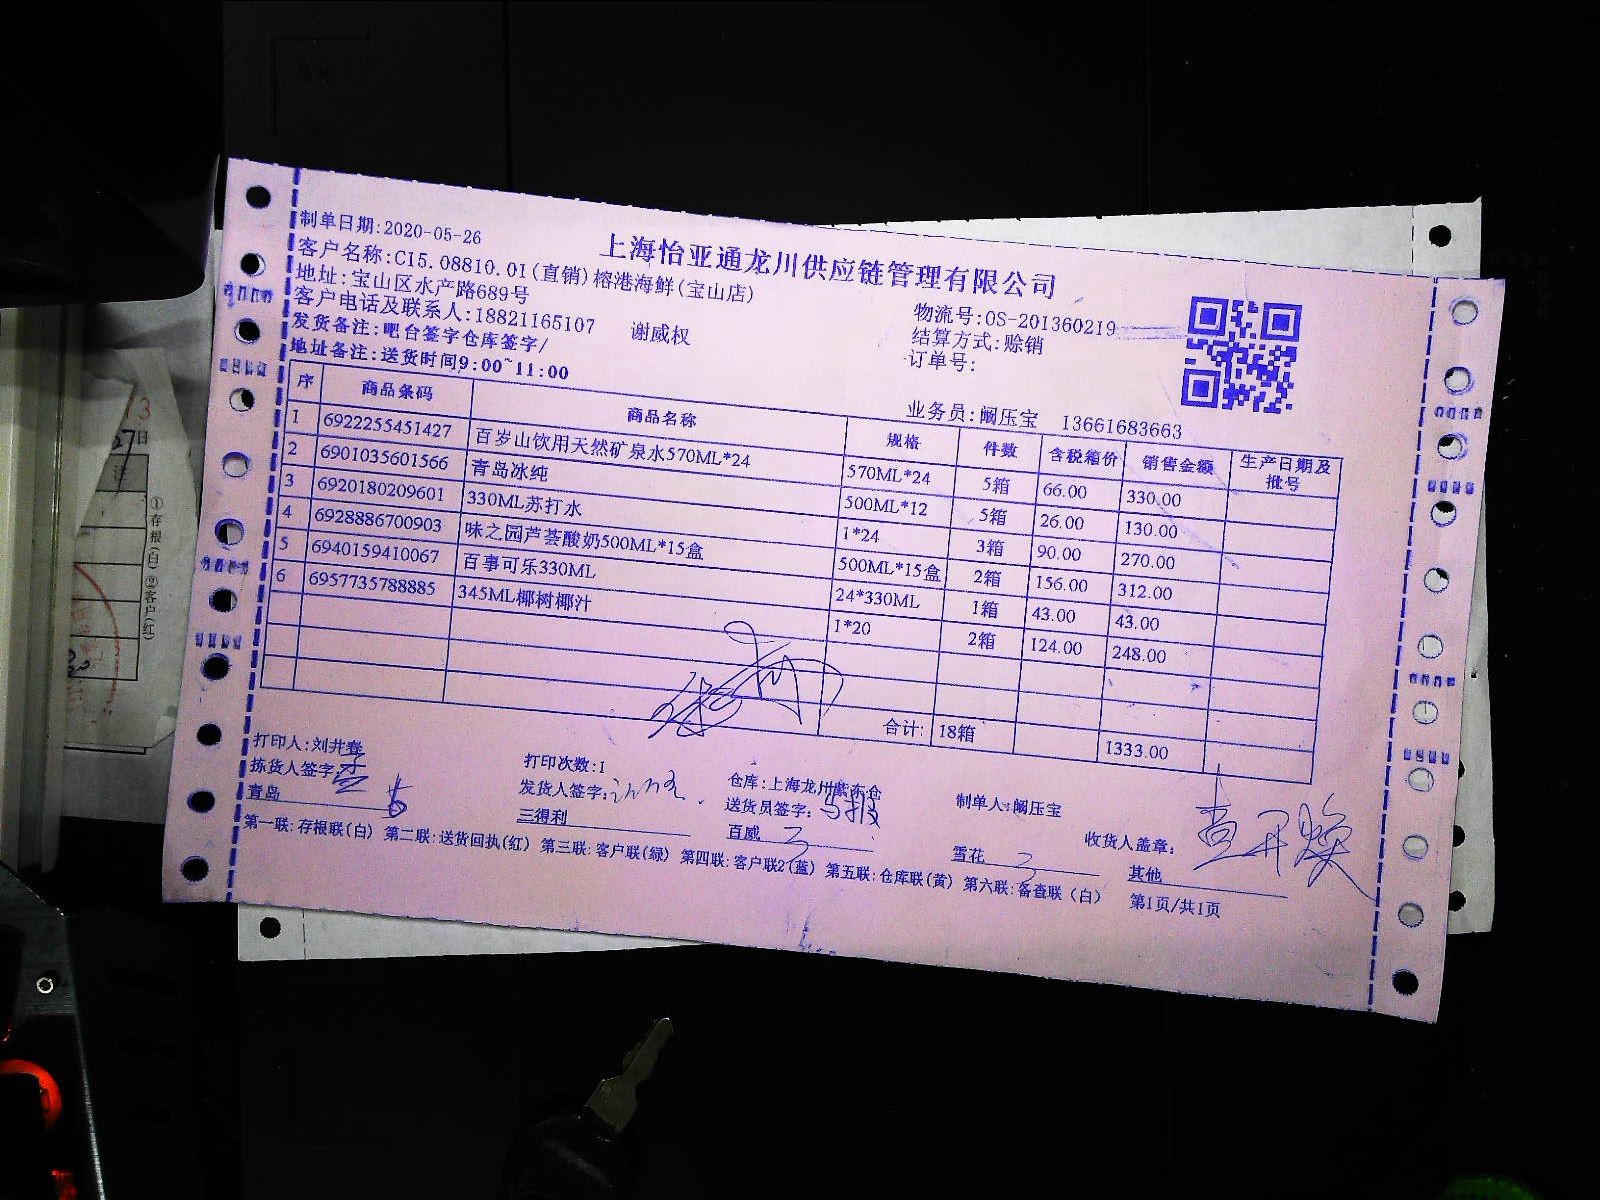 上海怡亚通龙川供应链管理有限公司
制单日期:2020-05-26
客户名称:C15.08810.01(直销)榕港海鲜(宝山店)
地址:宝山区水产路689号
客户电话及联系人:18821165107 谢威权
发货备注:吧台签字仓库签字/
地址备注:送货时间9:00~11:00
物流号:OS-201360219
结算方式:赊销
订单号:
业务员:阚压宝 13661683663
序 商品条码 商品名称 规格 件数 含税箱价 销售金额 生产日期及批号
1 6922255451427 百岁山饮用天然矿泉水570ML*24 570ML*24 5箱 66.00 330.00
2 6901035601566 青岛冰纯 500ML*12 5箱 26.00 130.00
3 6920180209601 330ML苏打水 1*24 3箱 90.00 270.00
4 6928886700903 味之园芦荟酸奶500ML*15盒 500ML*15盒 2箱 156.00 312.00
5 6940159410067 百事可乐330ML 24*330ML 1箱 43.00 43.00
6 6957735788885 345ML椰树椰汁 1*20 2箱 124.00 248.00
合计: 18箱 1333.00
打印人:刘井春 打印次数:1 仓库:上海龙川紫东仓 制单人:阚压宝
拣货人签字: 发货人签字: 送货员签字: 收货人盖章:
青岛 三得利 百威 雪花 其他
第一联:存根联(白) 第二联:送货回执(红) 第三联:客户联(绿) 第四联:客户联2(蓝) 第五联:仓库联(黄) 第六联:备查联(白) 第1页/共1页
①存根(白)②客户(红)
27日